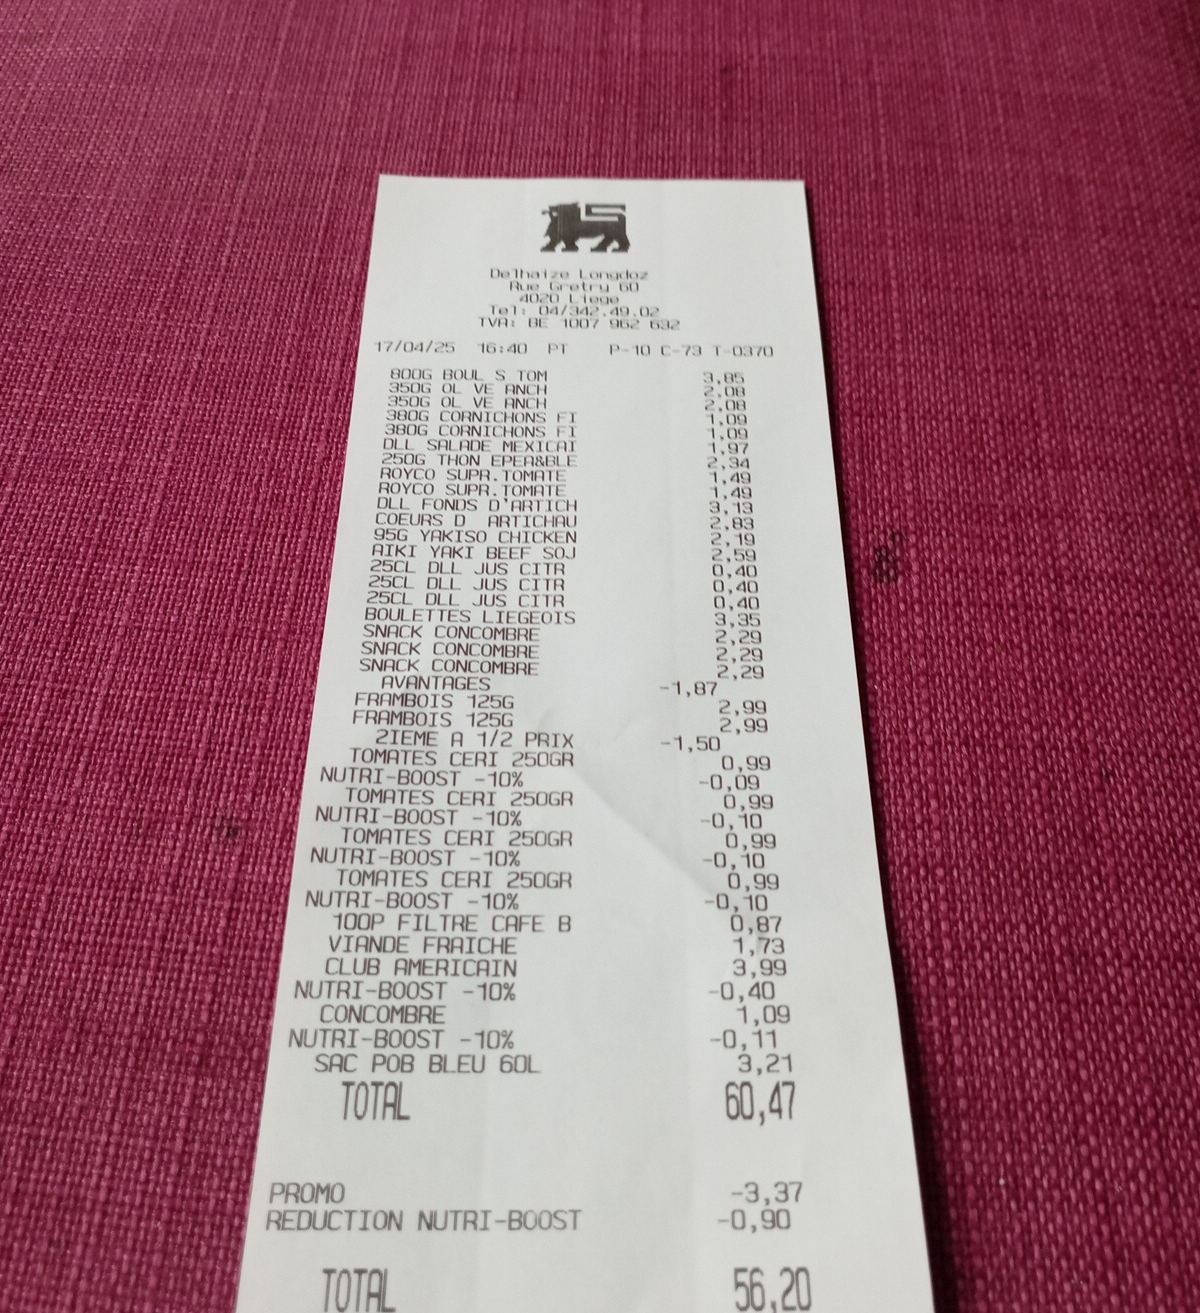 Delhaize Longdoz
Rue Gretry 60
4020 Liege
Tel: 04/342.49.02
TVA: BE 1007 962 632
17/04/25 16:40 PT P-10 C-73 T-0370
800G BOUL S TOM 3,85
350G OL VE ANCH 2,08
350G OL VE ANCH 2,08
380G CORNICHONS FI 1,09
380G CORNICHONS FI 1,09
DLL SALADE MEXICAI 1,97
250G THON EPEA&BLE 2,34
ROYCO SUPR.TOMATE 1,49
ROYCO SUPR.TOMATE 1,49
DLL FONDS D'ARTICH 3,13
COEURS D ARTICHAU 2,83
95G YAKISO CHICKEN 2,19
AIKI YAKI BEEF SOJ 2,59
25CL DLL JUS CITR 0,40
25CL DLL JUS CITR 0,40
25CL DLL JUS CITR 0,40
BOULETTES LIEGEOIS 3,35
SNACK CONCOMBRE 2,29
SNACK CONCOMBRE 2,29
SNACK CONCOMBRE 2,29
AVANTAGES -1,87
FRAMBOIS 125G 2,99
FRAMBOIS 125G 2,99
2IEME A 1/2 PRIX -1,50
TOMATES CERI 250GR 0,99
NUTRI-BOOST -10% -0,09
TOMATES CERI 250GR 0,99
NUTRI-BOOST -10% -0,10
TOMATES CERI 250GR 0,99
NUTRI-BOOST -10% -0,10
TOMATES CERI 250GR 0,99
NUTRI-BOOST -10% -0,10
100P FILTRE CAFE B 0,87
VIANDE FRAICHE 1,73
CLUB AMERICAIN 3,99
NUTRI-BOOST -10% -0,40
CONCOMBRE 1,09
NUTRI-BOOST -10% -0,11
SAC POB BLEU 60L 3,21
TOTAL 60,47
PROMO -3,37
REDUCTION NUTRI-BOOST -0,90
TOTAL 56,20